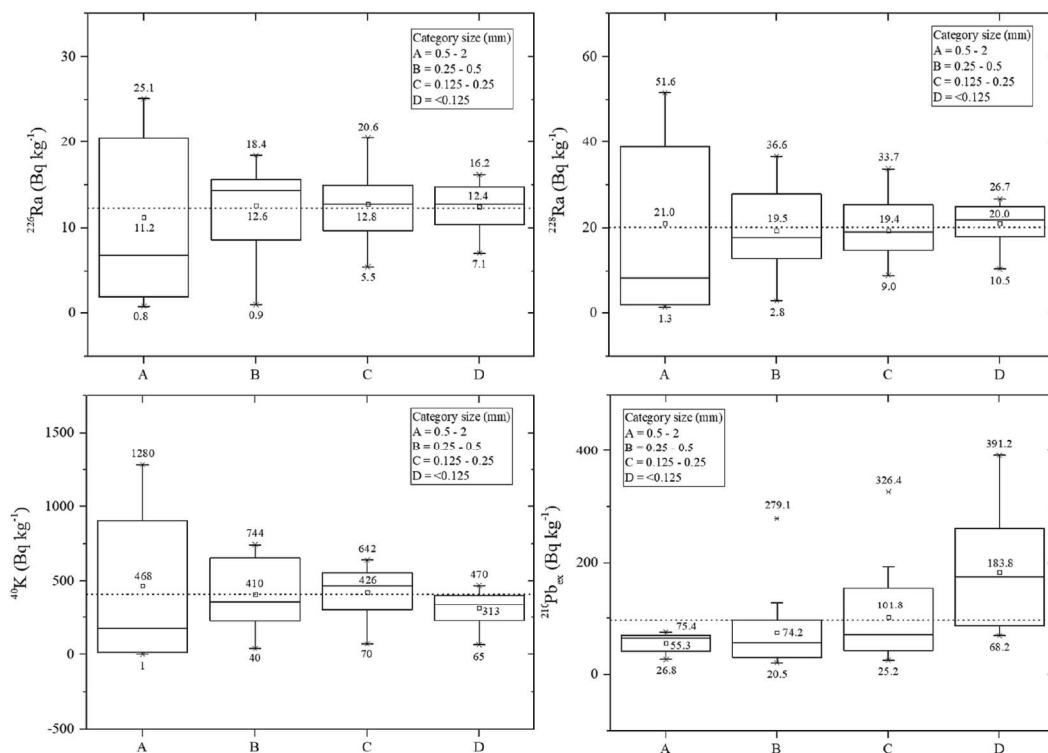 30
20
10
0
²²⁶Ra (Bq kg⁻¹)
Category size (mm)
A = 0.5 - 2
B = 0.25 - 0.5
C = 0.125 - 0.25
D = <0.125
25.1
11.2
0.8
18.4
12.6
0.9
20.6
12.8
5.5
16.2
12.4
7.1
A B C D
60
40
20
0
²²⁸Ra (Bq kg⁻¹)
Category size (mm)
A = 0.5 - 2
B = 0.25 - 0.5
C = 0.125 - 0.25
D = <0.125
51.6
21.0
1.3
36.6
19.5
2.8
33.7
19.4
9.0
26.7
20.0
10.5
A B C D
1500
1000
500
0
-500
⁴⁰K (Bq kg⁻¹)
Category size (mm)
A = 0.5 - 2
B = 0.25 - 0.5
C = 0.125 - 0.25
D = <0.125
1280
468
1
744
410
40
642
426
70
470
313
65
A B C D
400
200
0
²¹⁰Pbₑₓ (Bq kg⁻¹)
Category size (mm)
A = 0.5 - 2
B = 0.25 - 0.5
C = 0.125 - 0.25
D = <0.125
75.4
55.3
26.8
279.1
74.2
20.5
326.4
101.8
25.2
391.2
183.8
68.2
A B C D